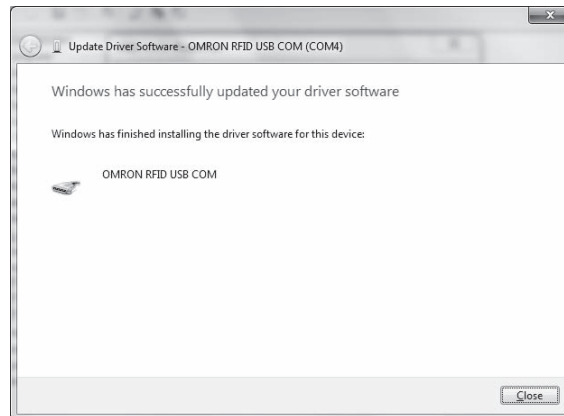 Update Driver Software - OMRON RFID USB COM (COM4)
Windows has successfully updated your driver software
Windows has finished installing the driver software for this device:
OMRON RFID USB COM
Close